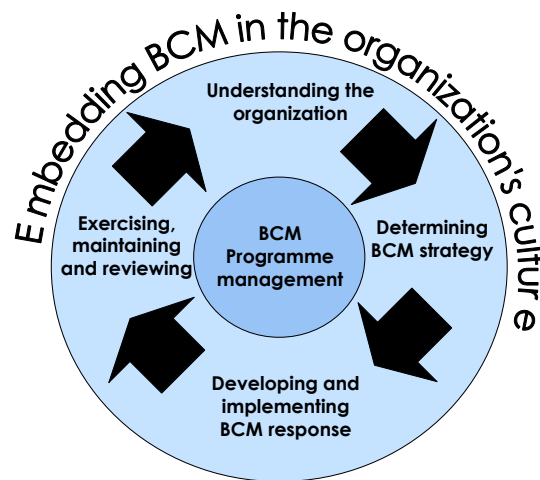 Embedding BCM in the organization's culture
Understanding the
organization
Exercising,
maintaining
and reviewing
BCM
Programme
management
Determining
BCM strategy
Developing and
implementing
BCM response